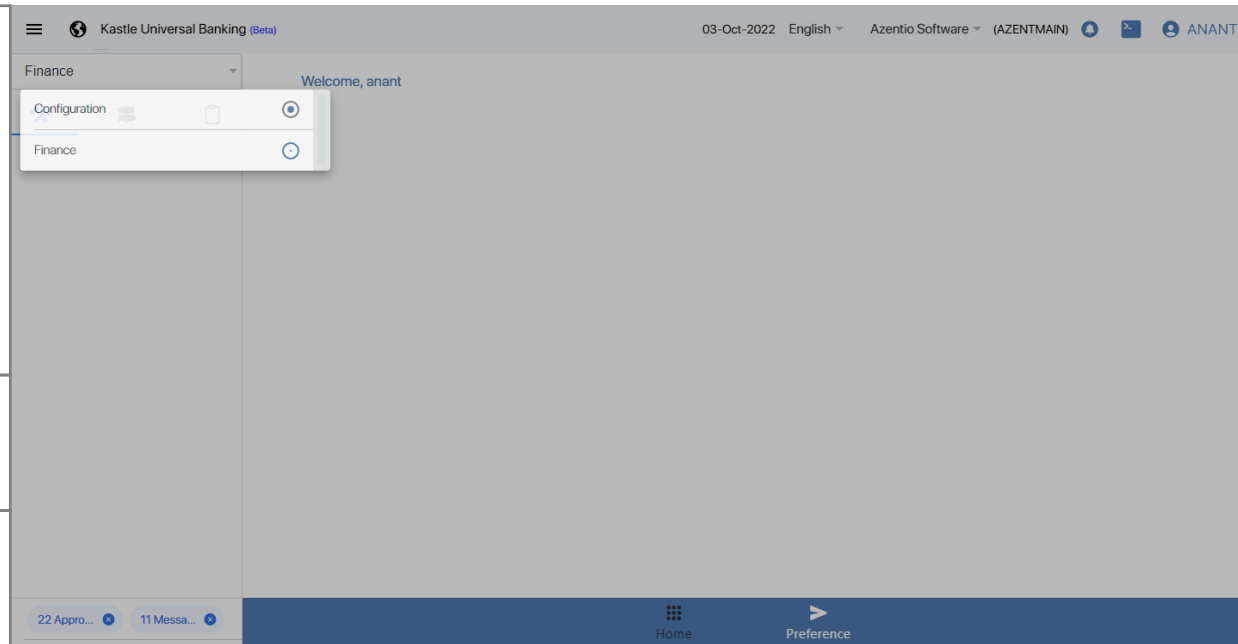 Kastle Universal Banking (Beta)
03-Oct-2022 English Azentio Software (AZENTMAIN) ANANT
Finance
Welcome, anant
Configuration
Finance
22 Appro... 11 Messa...
Home Preference